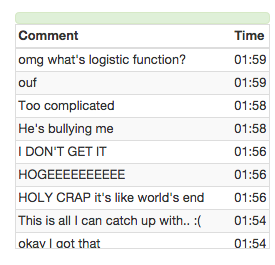 Comment Time
omg what's logistic function? 01:59
ouf 01:59
Too complicated 01:58
He's bullying me 01:58
I DON'T GET IT 01:56
HOGEEEEEEEEEE 01:56
HOLY CRAP it's like world's end 01:56
This is all I can catch up with.. :( 01:54
okay I got that 01:54